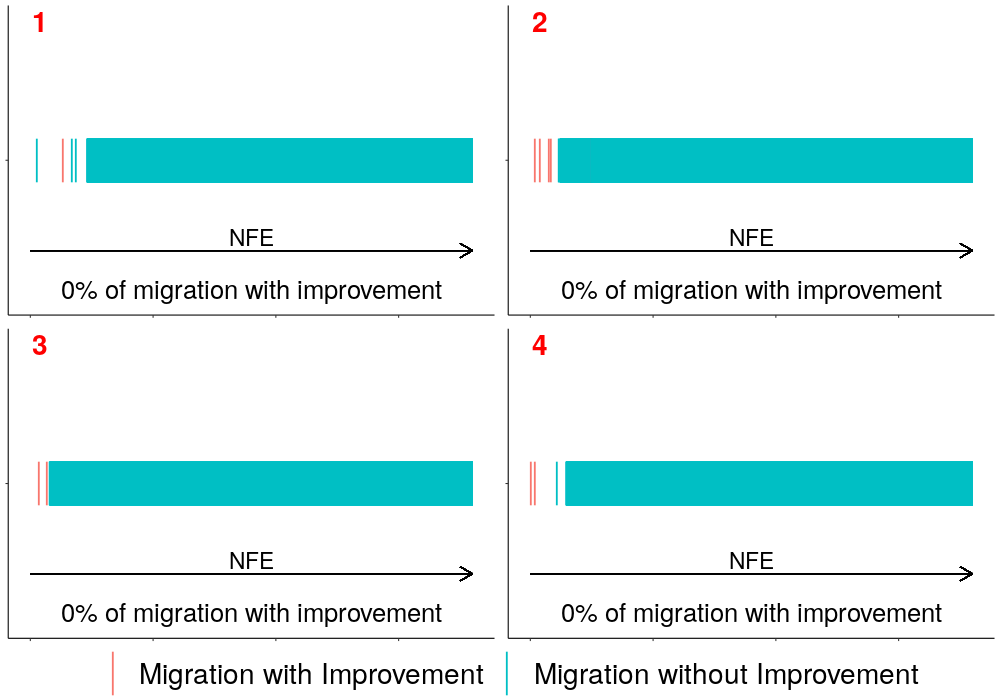 1
NFE
0% of migration with improvement
2
NFE
0% of migration with improvement
3
NFE
0% of migration with improvement
4
NFE
0% of migration with improvement
Migration with Improvement
Migration without Improvement